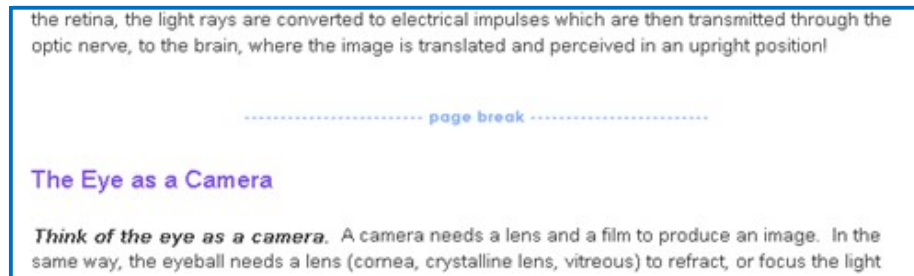 the retina, the light rays are converted to electrical impulses which are then transmitted through the
optic nerve, to the brain, where the image is translated and perceived in an upright position!
------------------------- page break -------------------------
The Eye as a Camera
Think of the eye as a camera. A camera needs a lens and a film to produce an image. In the
same way, the eyeball needs a lens (cornea, crystalline lens, vitreous) to refract, or focus the light